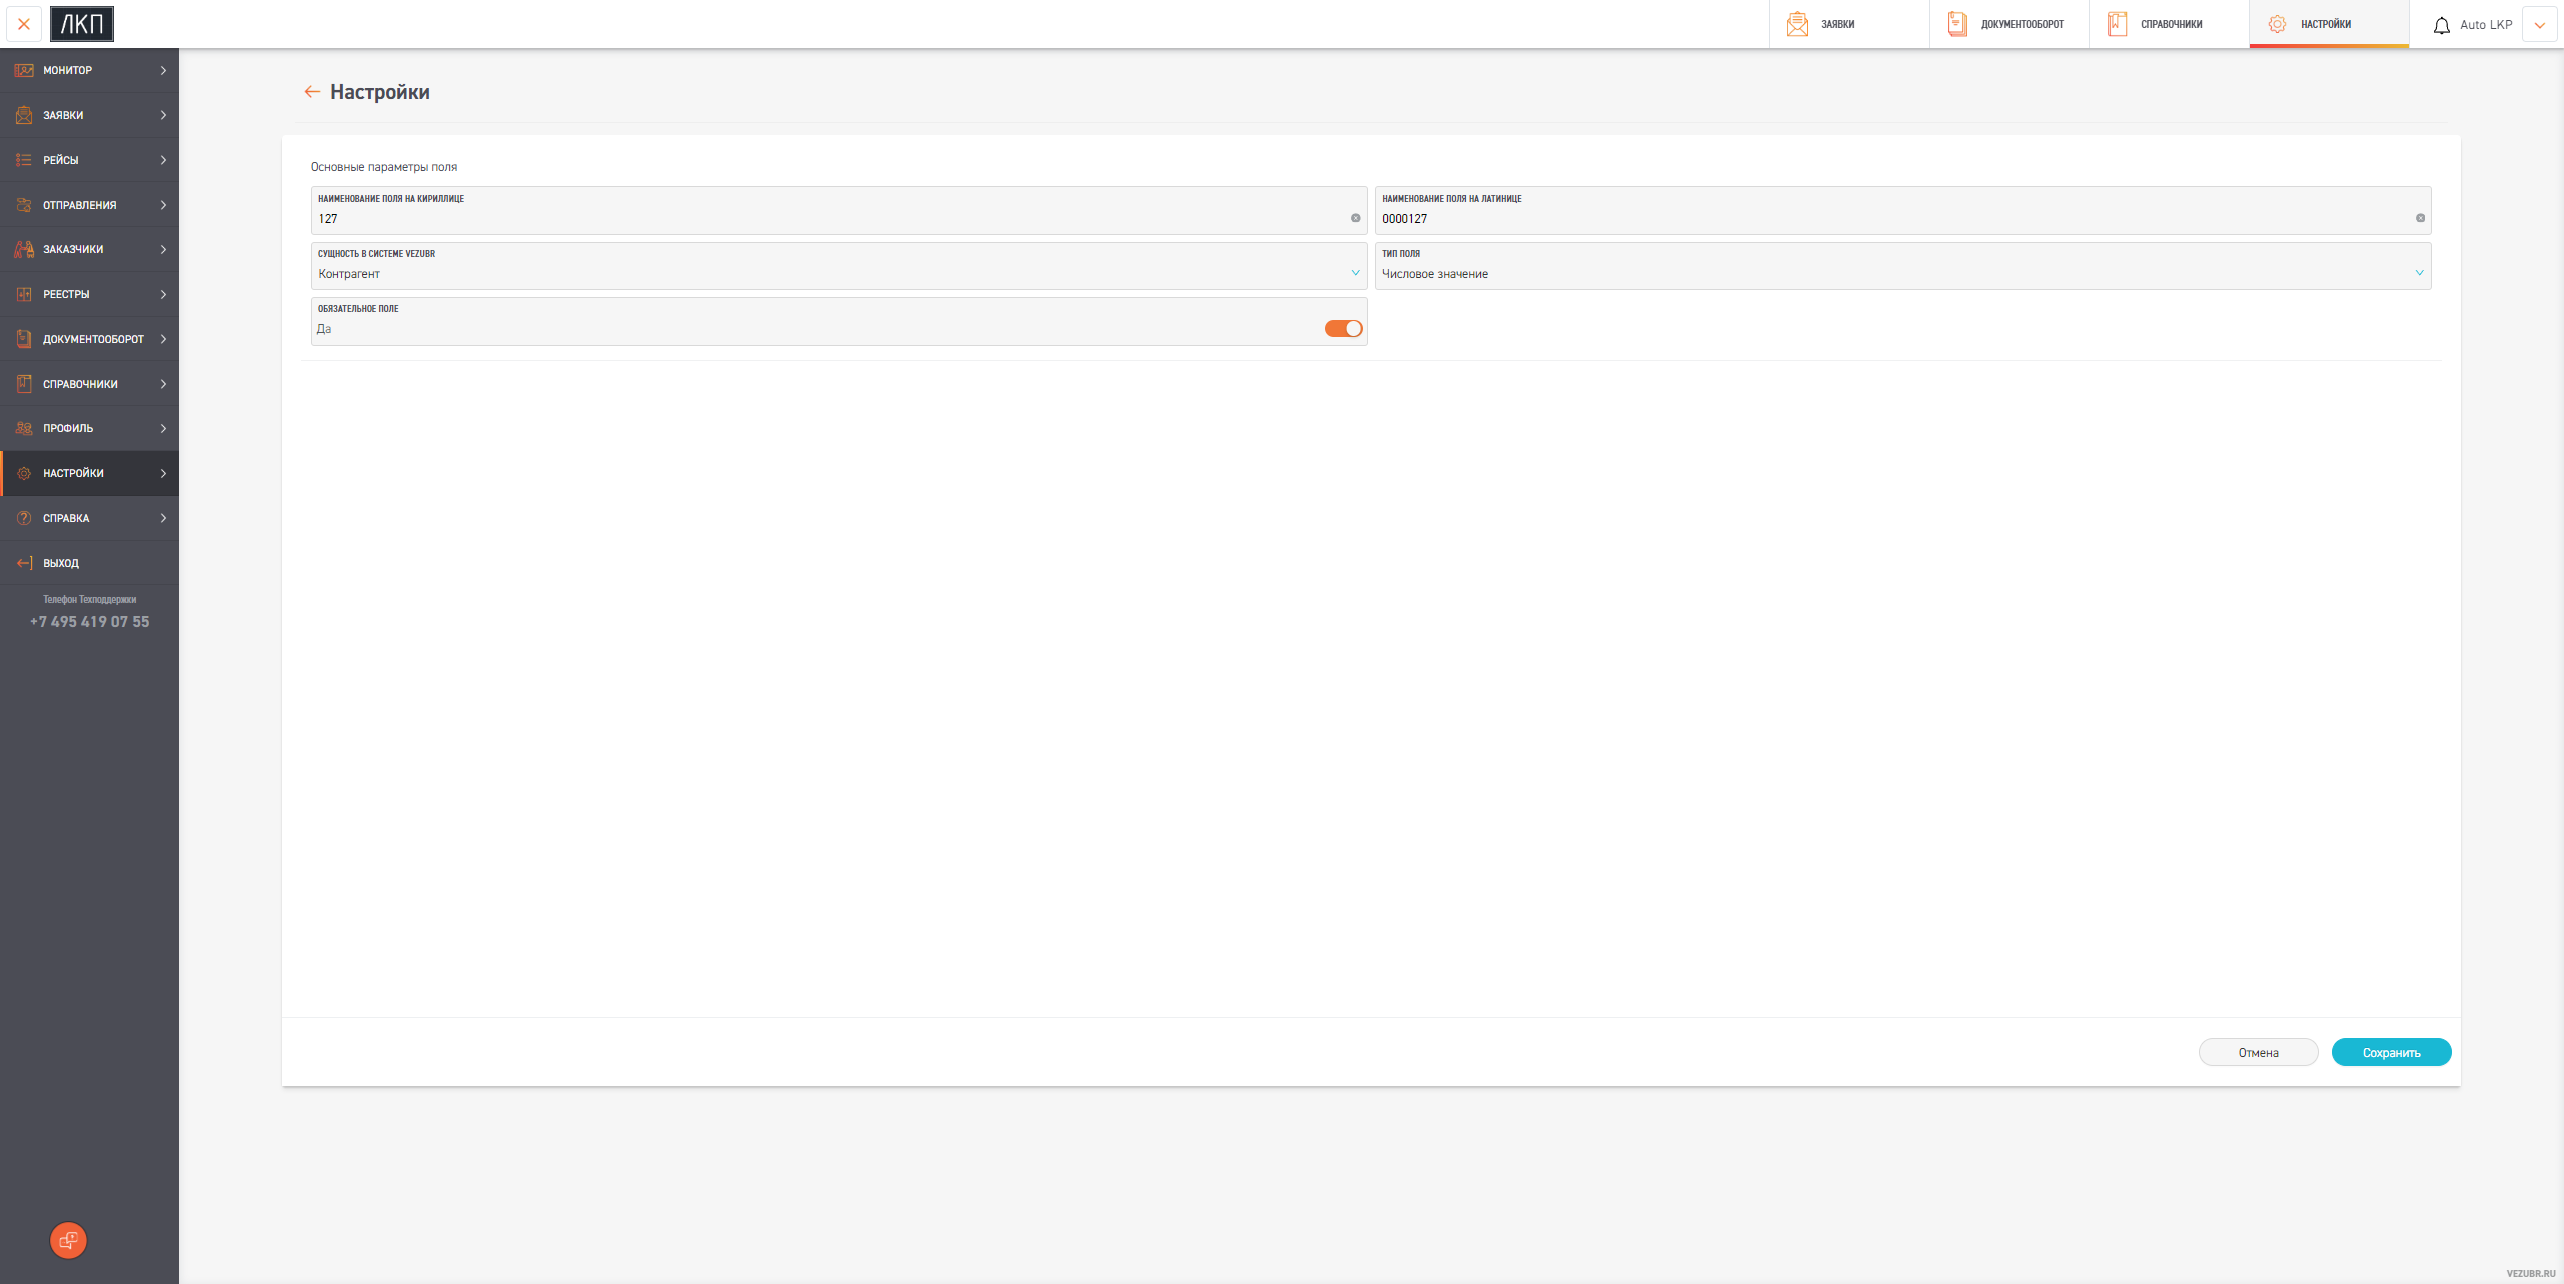 ЛКП
ЗАЯВКИ
ДОКУМЕНТООБОРОТ
СПРАВОЧНИКИ
НАСТРОЙКИ
Auto LKP
МОНИТОР
ЗАЯВКИ
РЕЙСЫ
ОТПРАВЛЕНИЯ
ЗАКАЗЧИКИ
РЕЕСТРЫ
ДОКУМЕНТООБОРОТ
СПРАВОЧНИКИ
ПРОФИЛЬ
НАСТРОЙКИ
СПРАВКА
ВЫХОД
Телефон Техподдержки
+7 495 419 07 55
Настройки
Основные параметры поля
НАИМЕНОВАНИЕ ПОЛЯ НА КИРИЛЛИЦЕ
127
НАИМЕНОВАНИЕ ПОЛЯ НА ЛАТИНИЦЕ
0000127
СУЩНОСТЬ В СИСТЕМЕ VEZUBR
Контрагент
ТИП ПОЛЯ
Числовое значение
ОБЯЗАТЕЛЬНОЕ ПОЛЕ
Да
Отмена
Сохранить
VEZUBR.RU